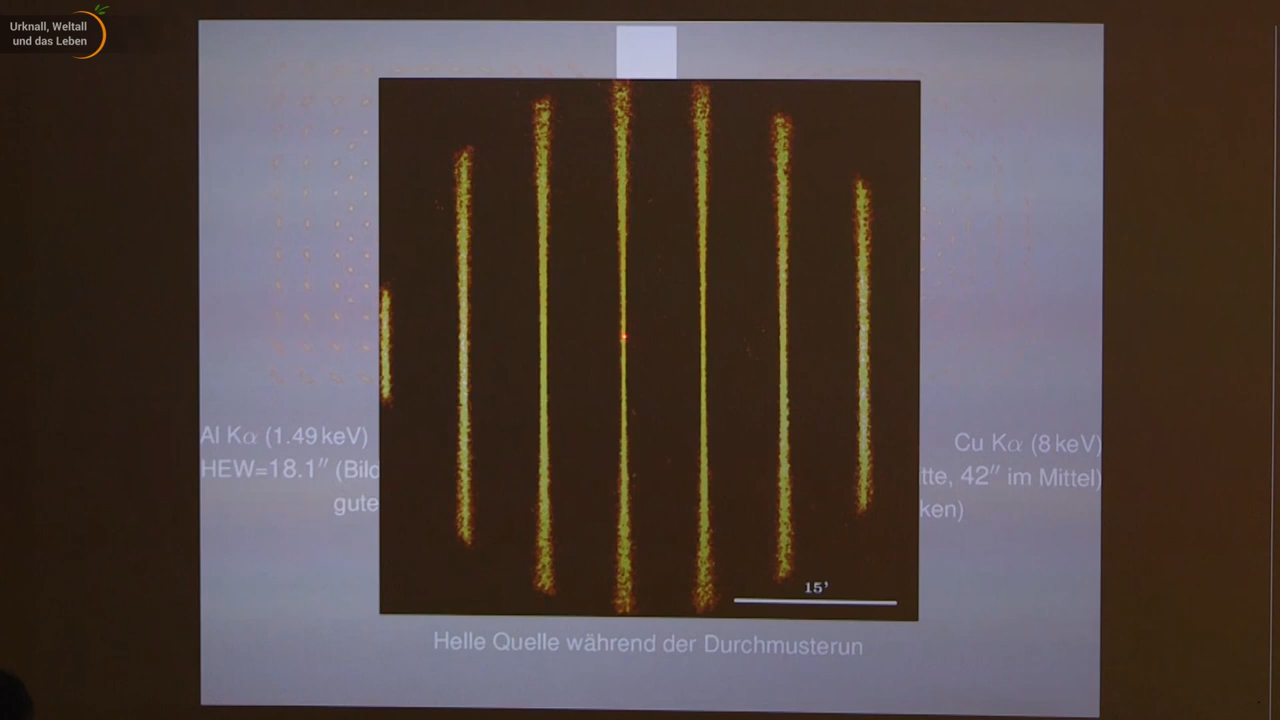 Urknall, Weltall
und das Leben
15'
Al Kα (1.49 keV)
HEW=18.1″ (Bild
gute
Cu Kα (8 keV)
tte, 42″ im Mittel)
ken)
Helle Quelle während der Durchmusterun